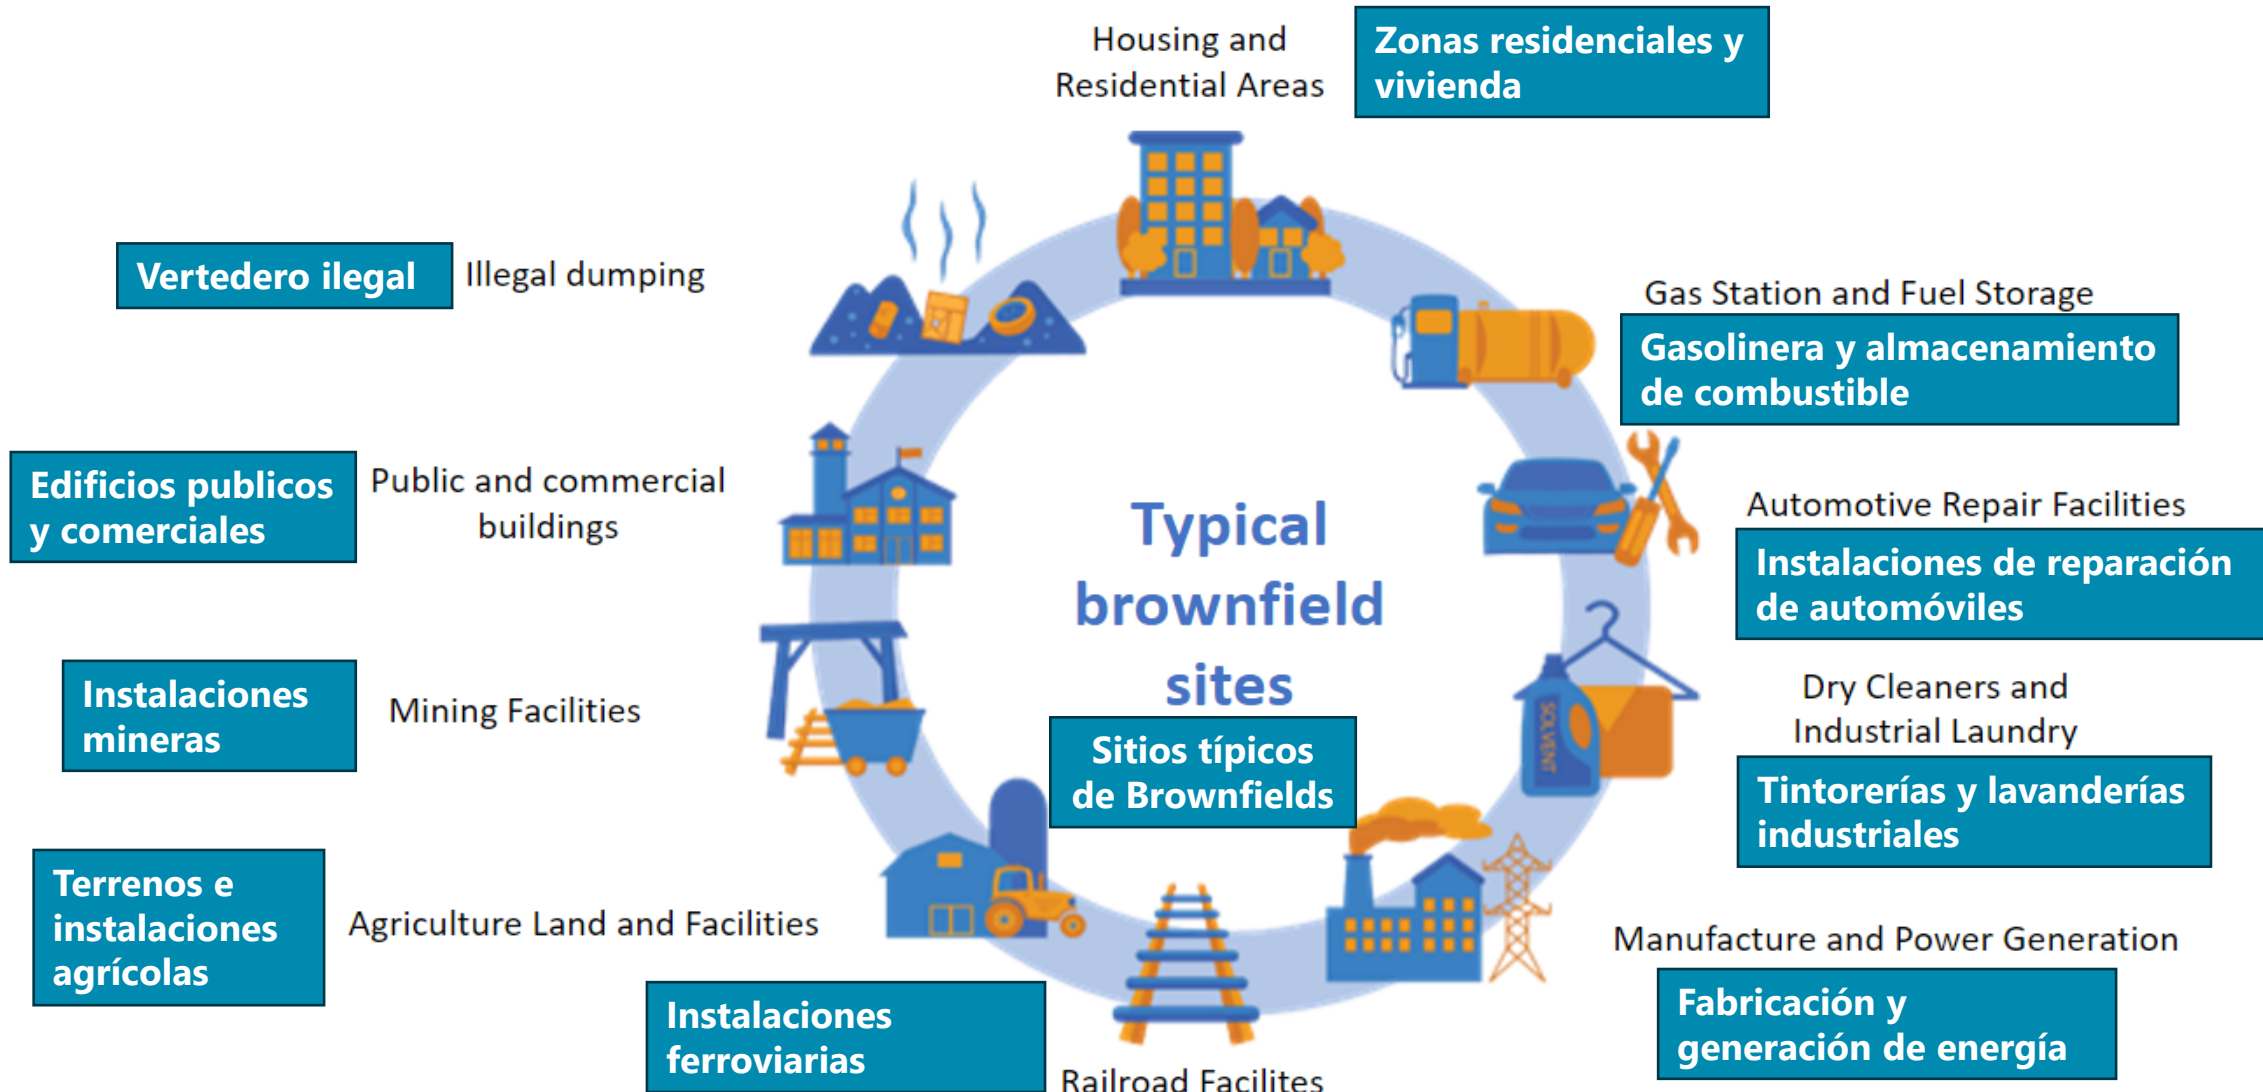 Housing and
Residential Areas
Zonas residenciales y
vivienda
Gas Station and Fuel Storage
Gasolinera y almacenamiento
de combustible
Automotive Repair Facilities
Instalaciones de reparación
de automóviles
Dry Cleaners and
Industrial Laundry
Tintorerías y lavanderías
industriales
SOLVENT
Manufacture and Power Generation
Fabricación y
generación de energía
Railroad Facilites
Instalaciones
ferroviarias
Agriculture Land and Facilities
Terrenos e
instalaciones
agrícolas
Mining Facilities
Instalaciones
mineras
Public and commercial
buildings
Edificios publicos
y comerciales
Illegal dumping
Vertedero ilegal
Typical
brownfield
sites
Sitios típicos
de Brownfields